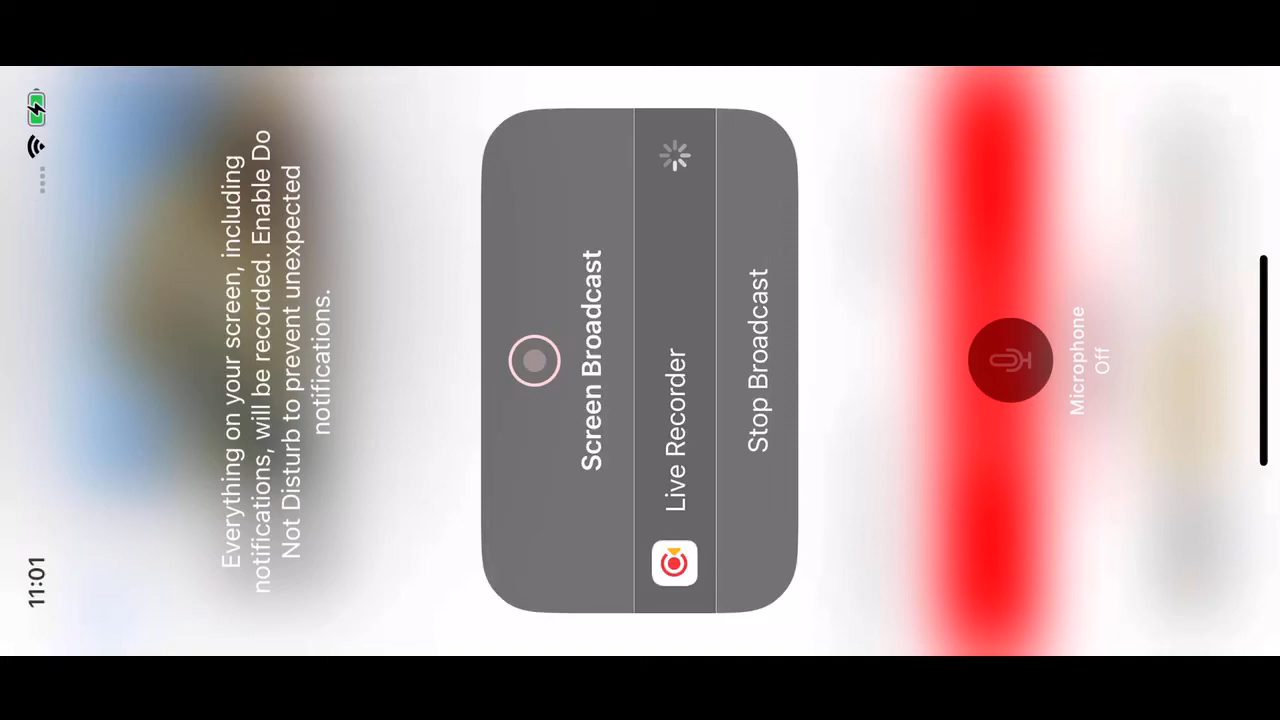 11:01
Everything on your screen, including
notifications, will be recorded. Enable Do
Not Disturb to prevent unexpected
notifications.
Screen Broadcast
Live Recorder
Stop Broadcast
Microphone
Off